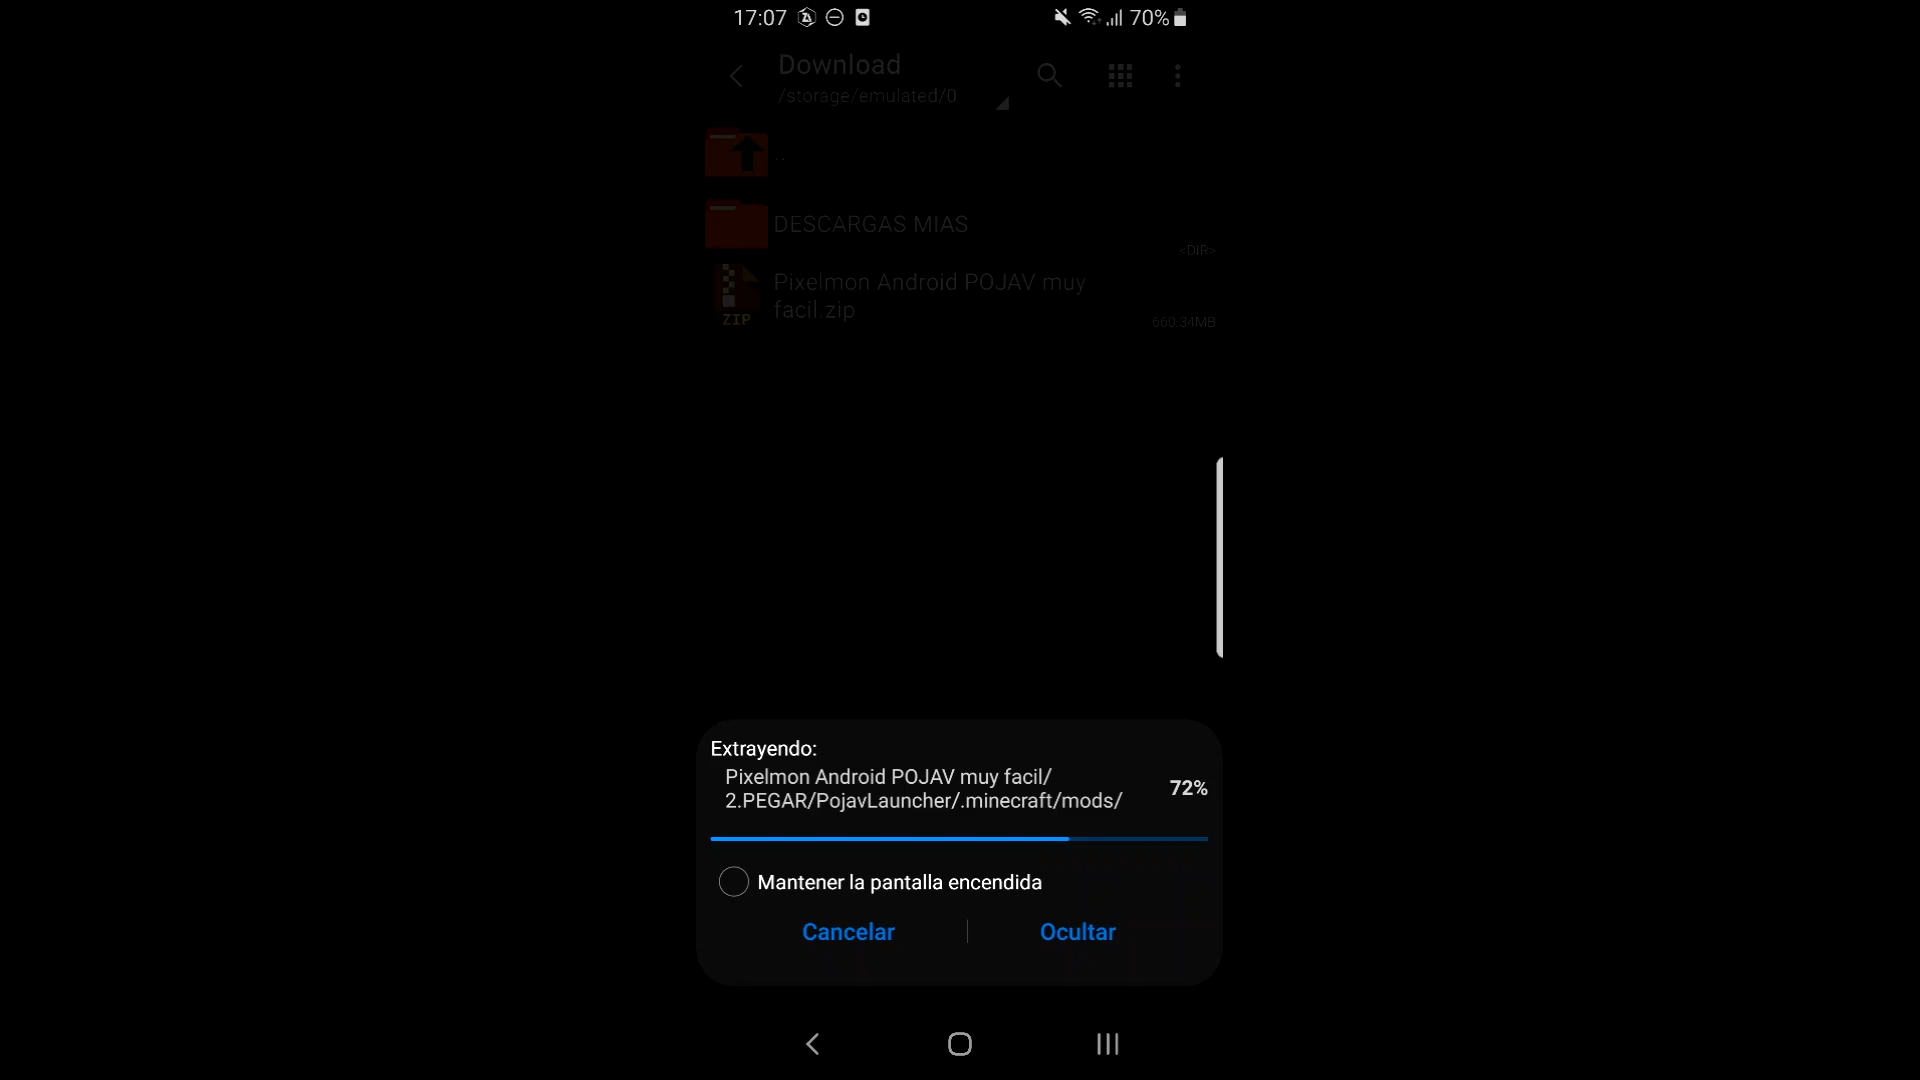 17:07 70%
Download
/storage/emulated/0
..
DESCARGAS MIAS
<DIR>
Pixelmon Android POJAV muy
facil.zip
ZIP
660.34MB
Extrayendo:
Pixelmon Android POJAV muy facil/
2.PEGAR/PojavLauncher/.minecraft/mods/
72%
Mantener la pantalla encendida
Cancelar
Ocultar